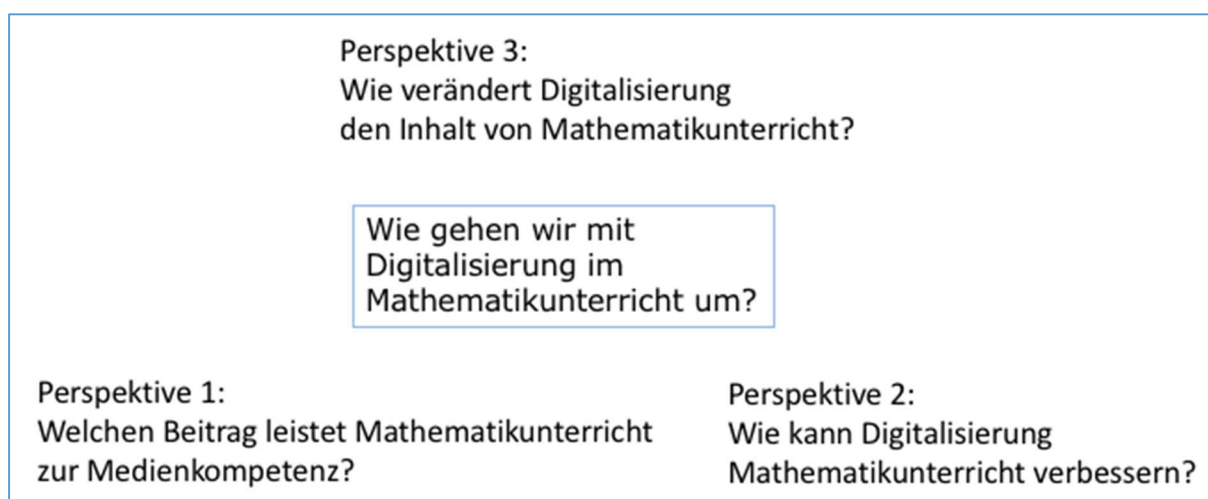 Perspektive 3:
Wie verändert Digitalisierung
den Inhalt von Mathematikunterricht?
Wie gehen wir mit
Digitalisierung im
Mathematikunterricht um?
Perspektive 1:
Welchen Beitrag leistet Mathematikunterricht
zur Medienkompetenz?
Perspektive 2:
Wie kann Digitalisierung
Mathematikunterricht verbessern?